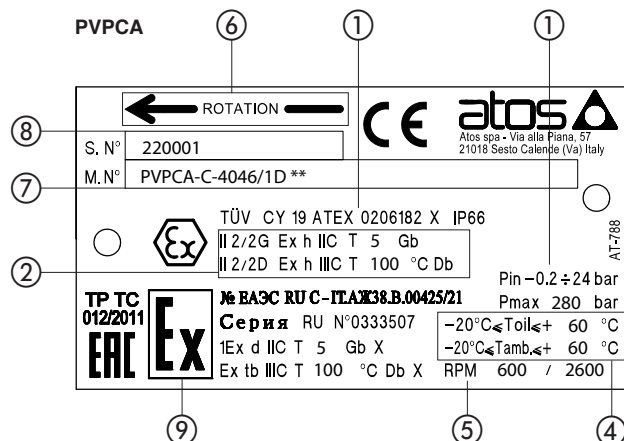 PVPCA
⑥ ① ①
ROTATION
CE
atos
Atos spa - Via alla Piana, 57
21018 Sesto Calende (Va) Italy
⑧ S. N° 220001
⑦ M. N° PVPCA-C-4046/1D **
AT-788
Ex
TÜV CY 19 ATEX 0206182 X IP66
② II 2/2G Ex h IIC T 5 Gb
II 2/2D Ex h IIIC T 100 °C Db
Pin -0.2÷24 bar
Pmax 280 bar
TP TC
012/2011
EAC
Ex
№ ЕАЭС RU C-IT.АЖ38.В.00425/21
Серия RU N°0333507
1Ex d IIC T 5 Gb X
Ex tb IIIC T 100 °C Db X
-20°C⩽Toil⩽+ 60 °C
-20°C⩽Tamb.⩽+ 60 °C
RPM 600 / 2600
⑨ ⑤ ④